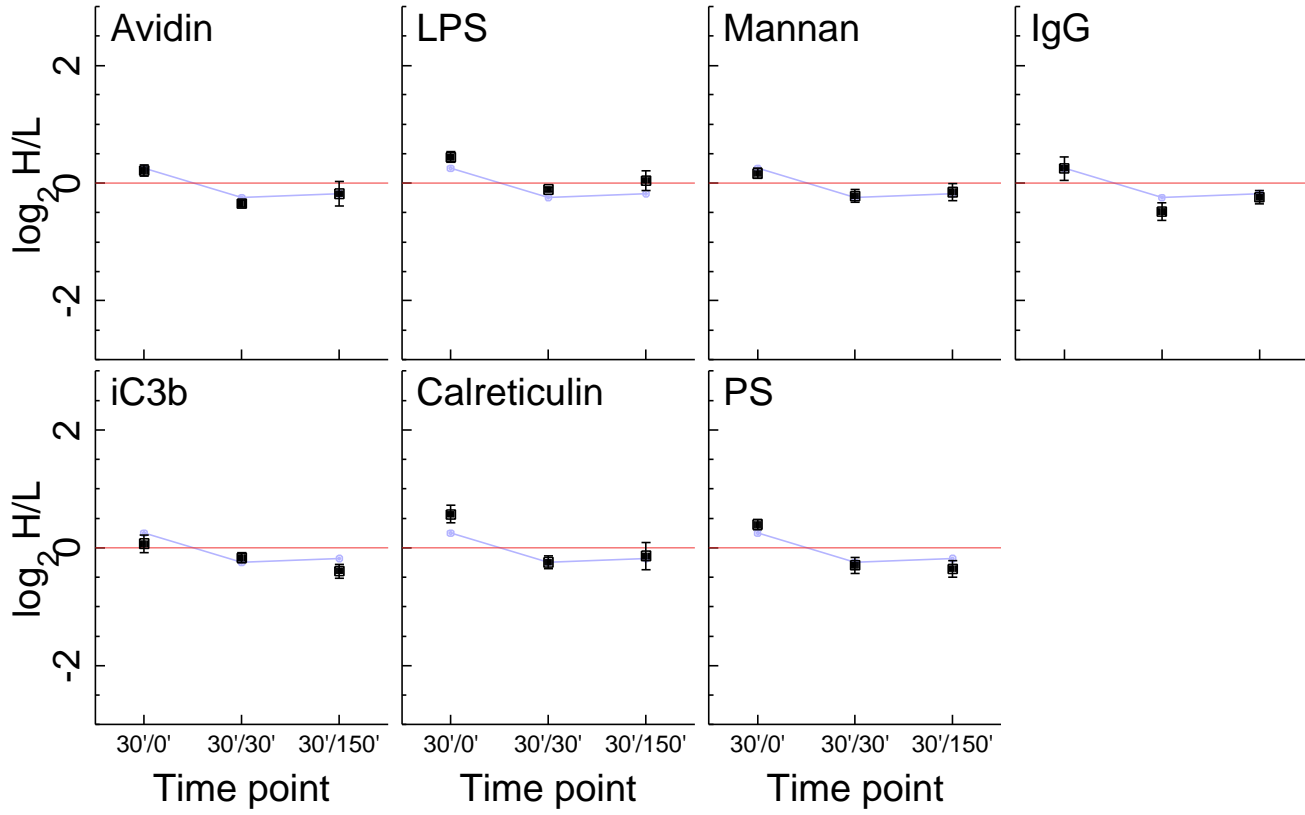 Avidin LPS Mannan IgG
2
0
-2
log2 H/L
iC3b Calreticulin PS
2
0
-2
log2 H/L
30'/0' 30'/30' 30'/150' 30'/0' 30'/30' 30'/150' 30'/0' 30'/30' 30'/150'
Time point Time point Time point